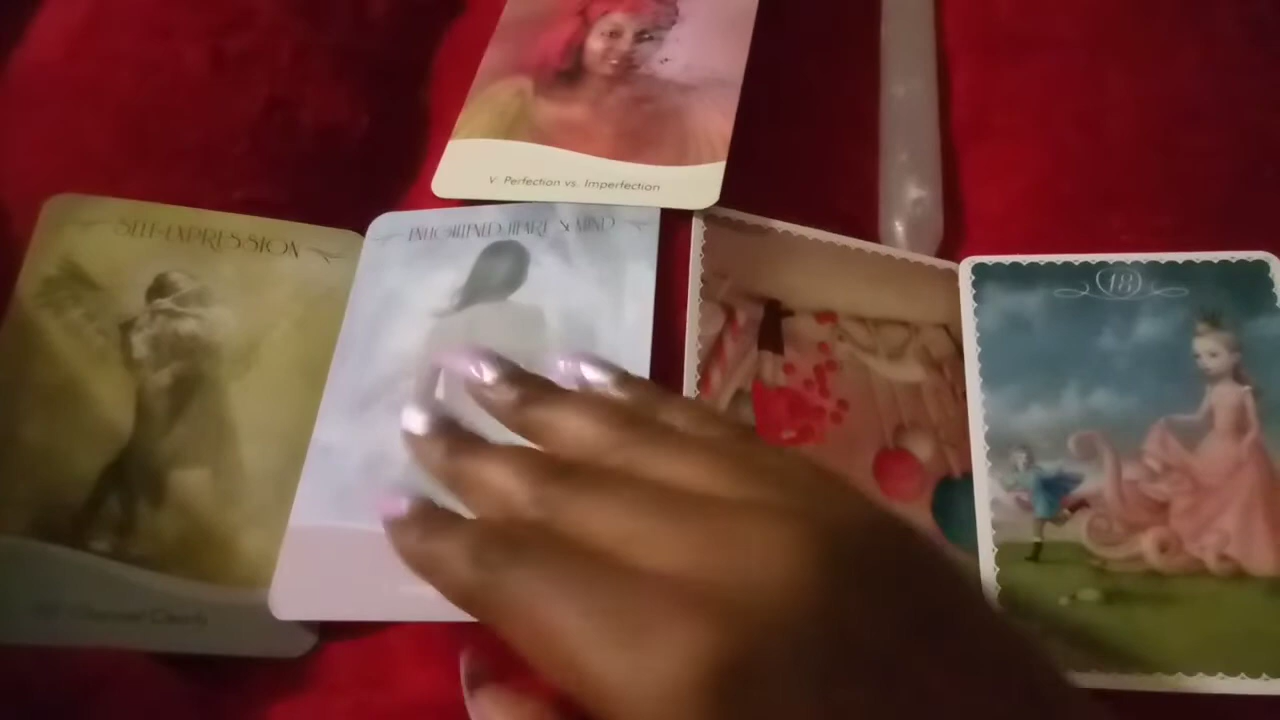 V: Perfection vs. Imperfection
SELF-EXPRESSION
ENLIGHTENED HEART & MIND
18